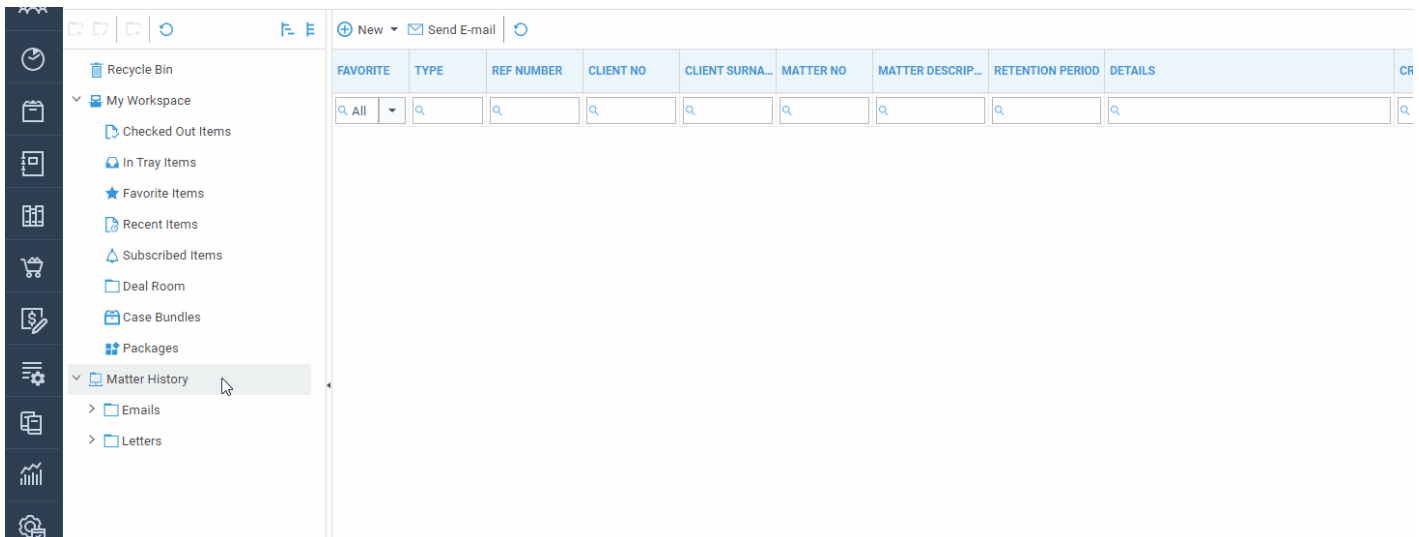 New
Send E-mail
Recycle Bin
My Workspace
Checked Out Items
In Tray Items
Favorite Items
Recent Items
Subscribed Items
Deal Room
Case Bundles
Packages
Matter History
Emails
Letters
FAVORITE TYPE REF NUMBER CLIENT NO CLIENT SURNA... MATTER NO MATTER DESCRIP... RETENTION PERIOD DETAILS CR
All